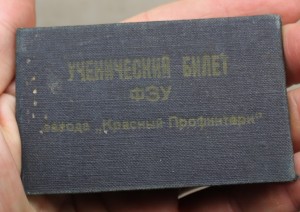 УЧЕНИЧЕСКИЙ БИЛЕТ
ФЗУ
завода „Красный Профинтерн"